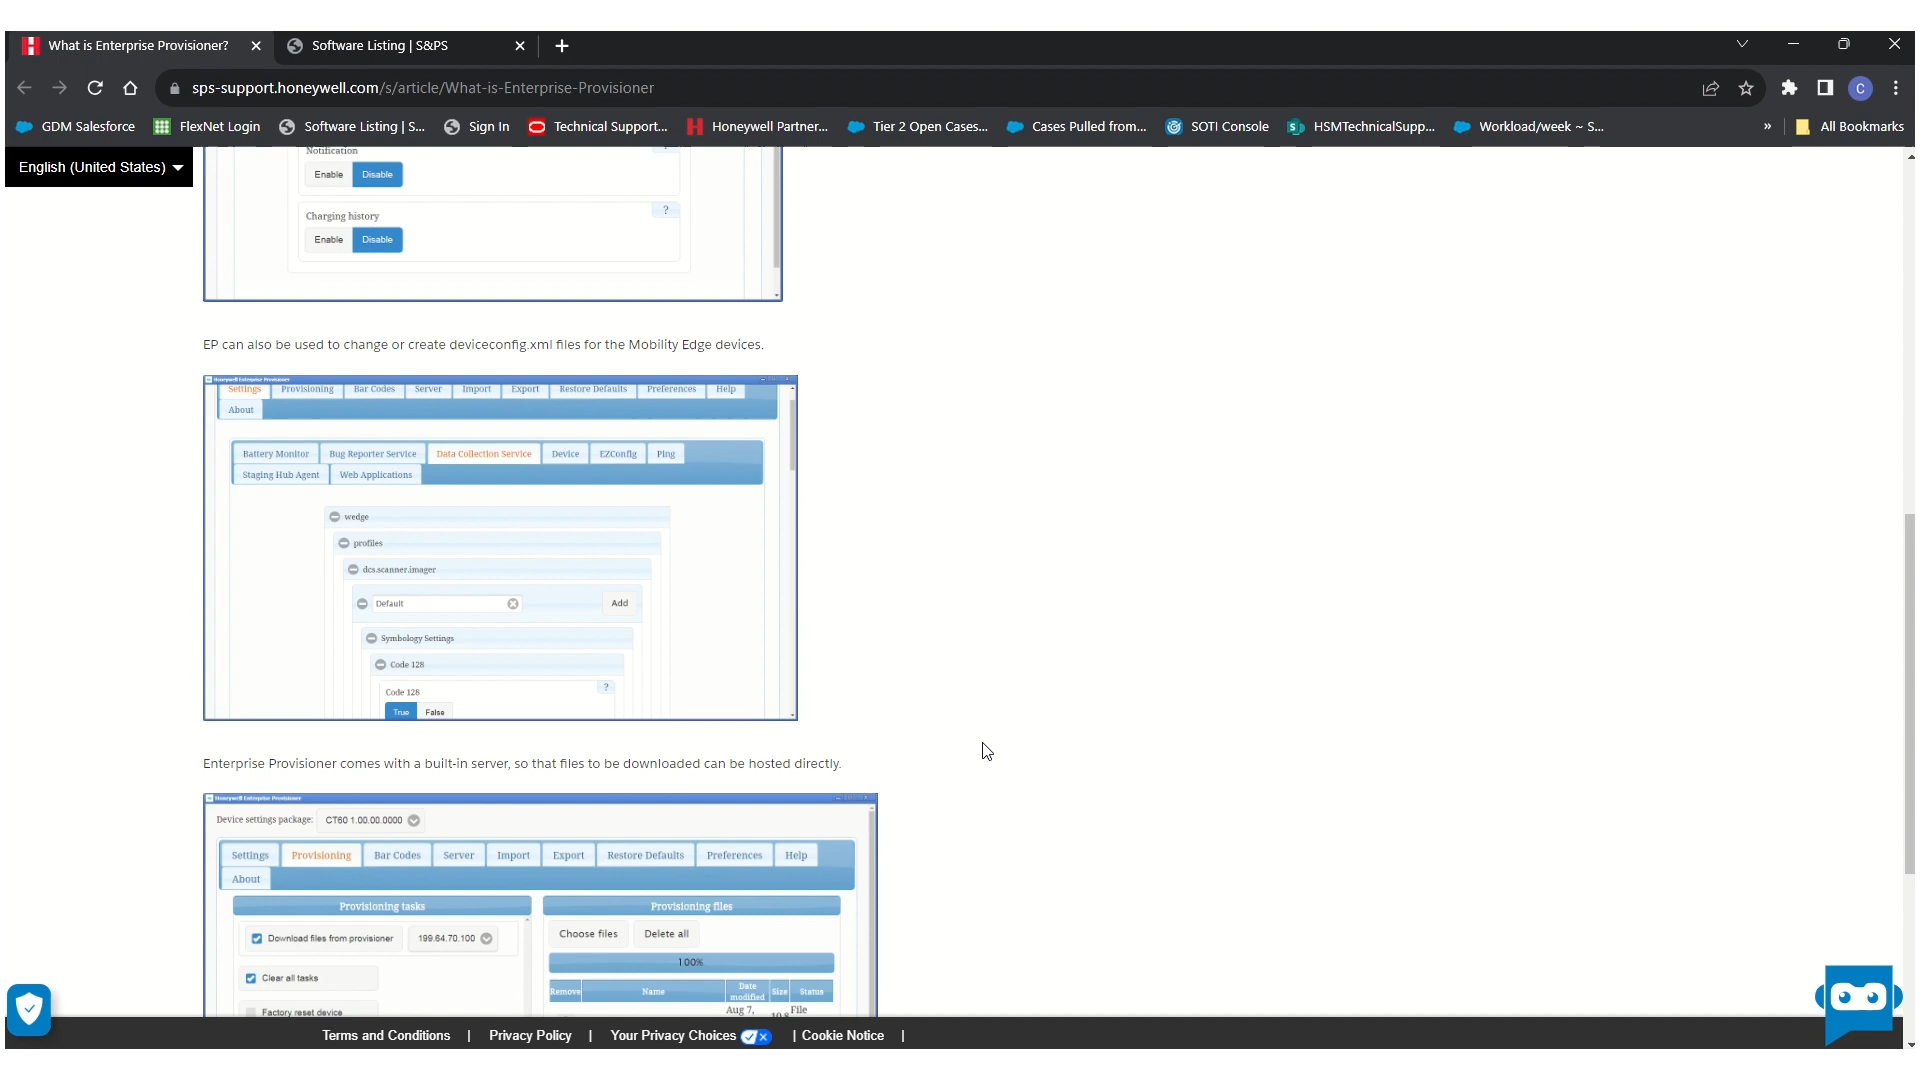 What is Enterprise Provisioner?
Software Listing | S&PS
sps-support.honeywell.com/s/article/What-is-Enterprise-Provisioner
C
GDM Salesforce
FlexNet Login
Software Listing | S...
Sign In
Technical Support...
Honeywell Partner...
Tier 2 Open Cases...
Cases Pulled from...
SOTI Console
HSMTechnicalSupp...
Workload/week ~ S...
»
All Bookmarks
English (United States)
Notification
Enable Disable
Charging history ?
Enable Disable
EP can also be used to change or create deviceconfig.xml files for the Mobility Edge devices.
Honeywell Enterprise Provisioner
Settings Provisioning Bar Codes Server Import Export Restore Defaults Preferences Help
About
Battery Monitor Bug Reporter Service Data Collection Service Device EZConfig Ping
Staging Hub Agent Web Applications
wedge
profiles
dcs.scanner.imager
Default Add
Symbology Settings
Code 128
Code 128 ?
True False
Enterprise Provisioner comes with a built-in server, so that files to be downloaded can be hosted directly.
Honeywell Enterprise Provisioner
Device settings package: CT60 1.00.00.0000
Settings Provisioning Bar Codes Server Import Export Restore Defaults Preferences Help
About
Provisioning tasks Provisioning files
Download files from provisioner 199.64.70.100 Choose files Delete all
100%
Clear all tasks
Remove Name Date modified Size Status
Factory reset device
Aug 7, 10.8 File
Terms and Conditions | Privacy Policy | Your Privacy Choices | Cookie Notice |